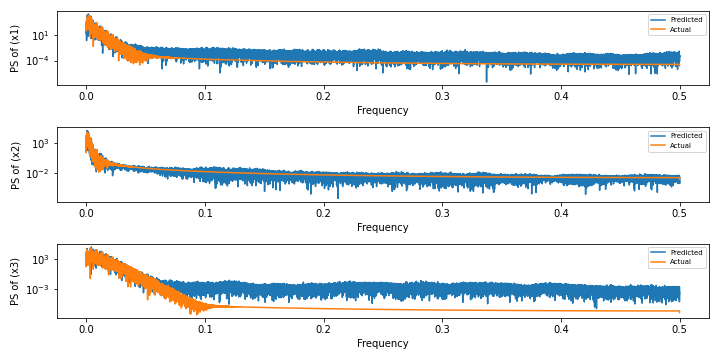 PS of (x1)
10¹
10⁻⁴
Predicted
Actual
0.0 0.1 0.2 0.3 0.4 0.5
Frequency
PS of (x2)
10³
10⁻²
Predicted
Actual
0.0 0.1 0.2 0.3 0.4 0.5
Frequency
PS of (x3)
10³
10⁻³
Predicted
Actual
0.0 0.1 0.2 0.3 0.4 0.5
Frequency